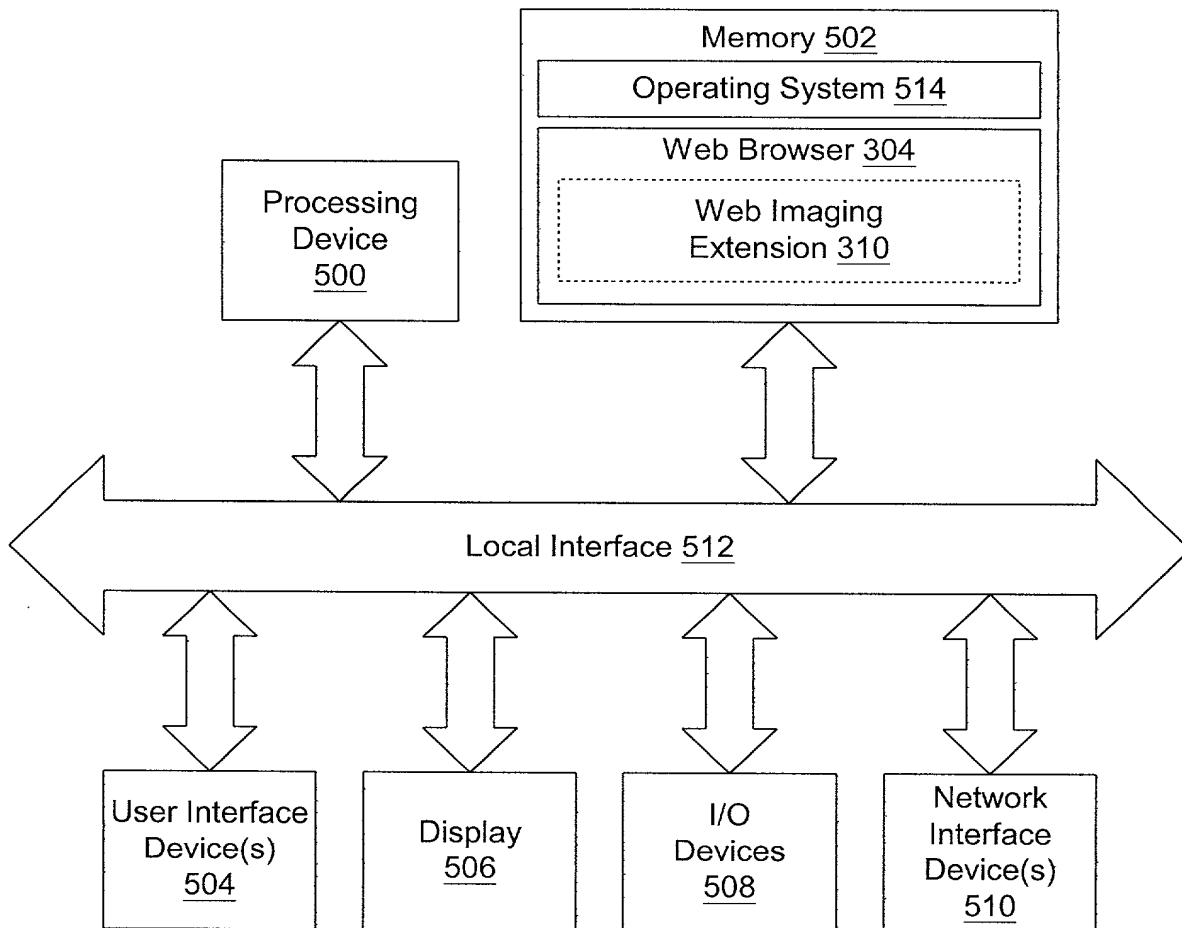 Memory 502
Operating System 514
Web Browser 304
Web Imaging
Extension 310
Processing
Device
500
Local Interface 512
User Interface
Device(s)
504
Display
506
I/O
Devices
508
Network
Interface
Device(s)
510